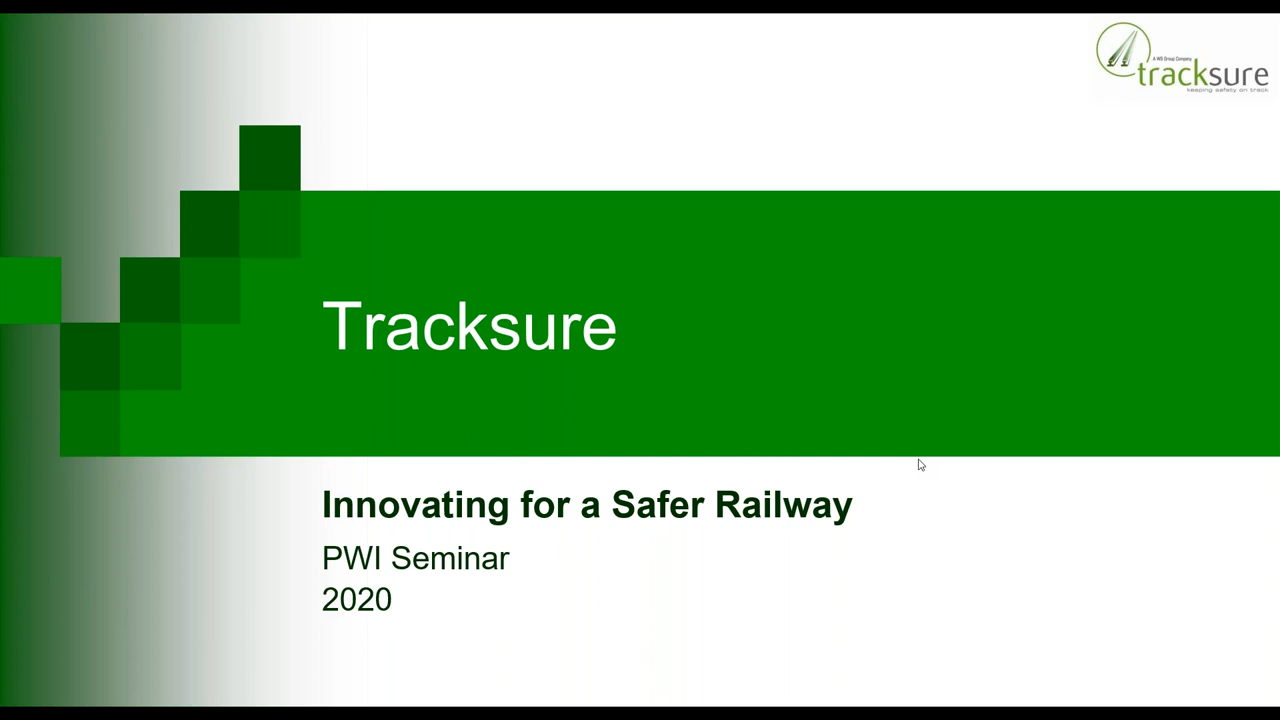 A WS Group Company
tracksure
keeping safety on track
Tracksure
Innovating for a Safer Railway
PWI Seminar
2020